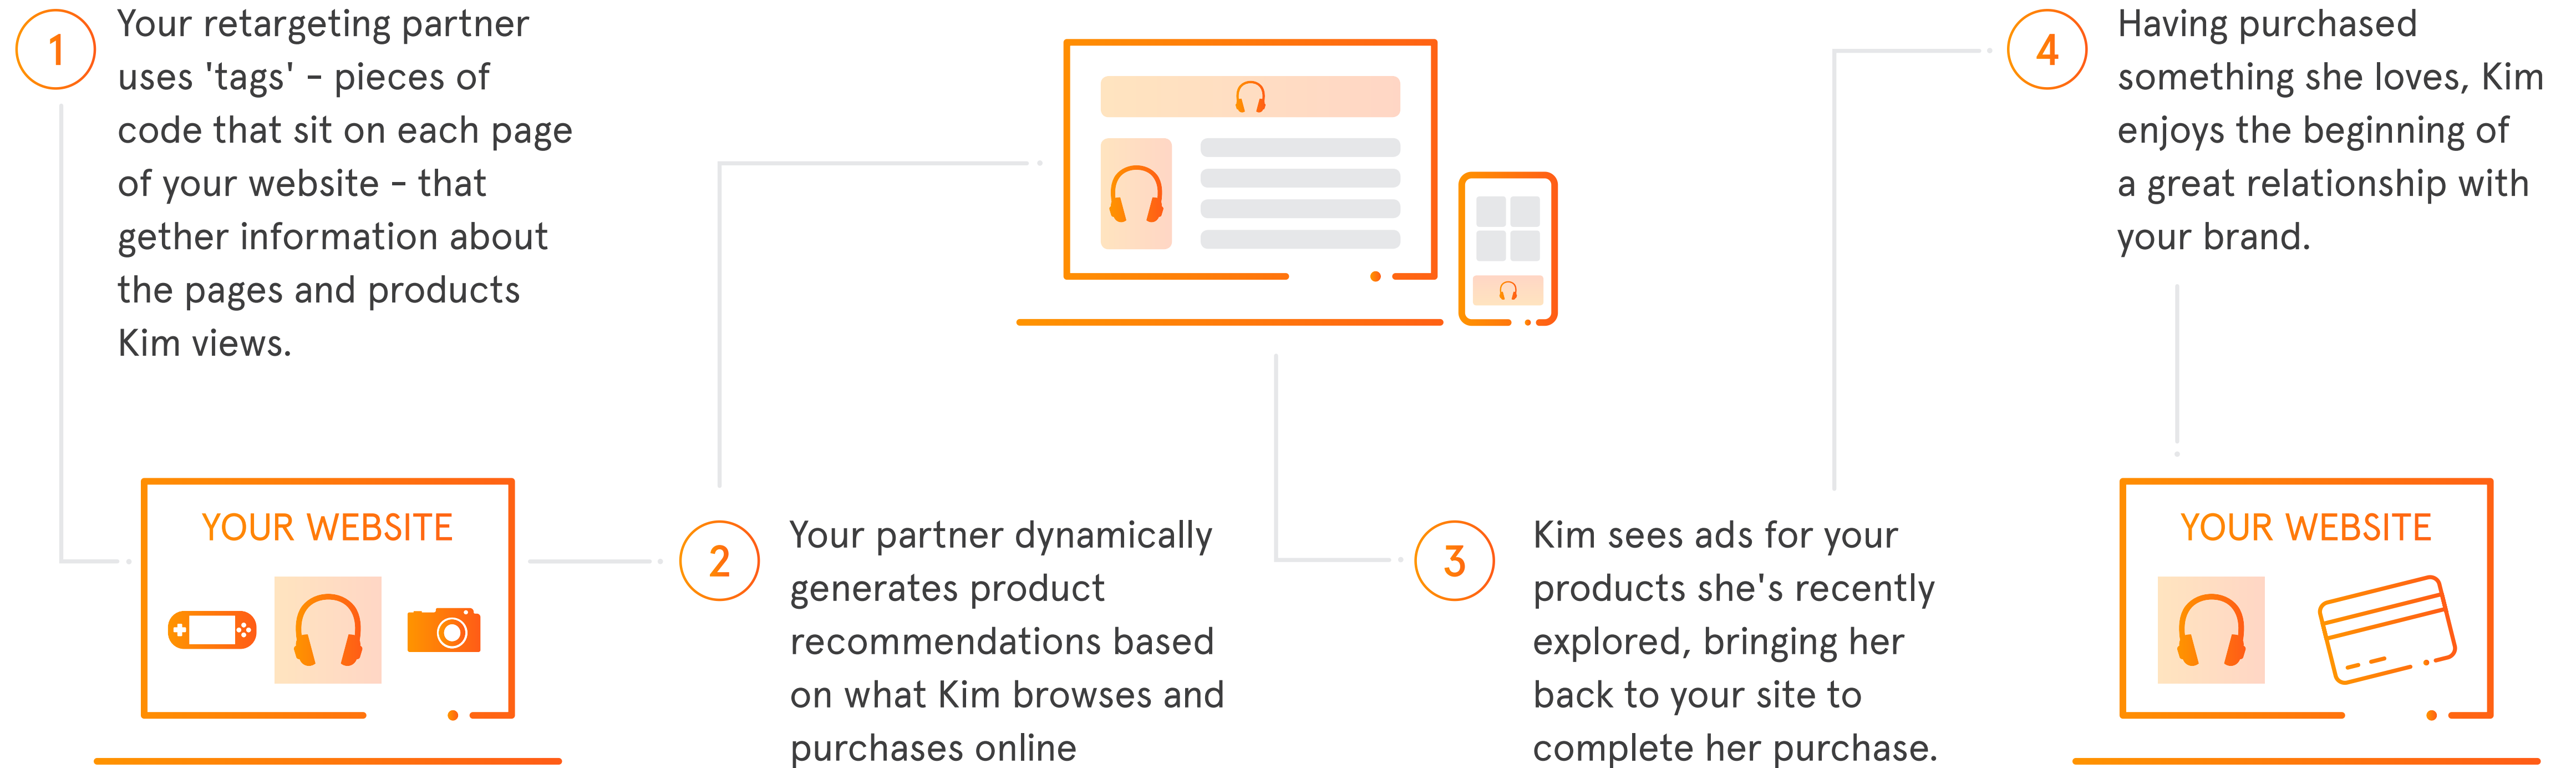 1
Your retargeting partner
uses 'tags' - pieces of
code that sit on each page
of your website - that
gether information about
the pages and products
Kim views.
YOUR WEBSITE
2
Your partner dynamically
generates product
recommendations based
on what Kim browses and
purchases online
3
Kim sees ads for your
products she's recently
explored, bringing her
back to your site to
complete her purchase.
4
Having purchased
something she loves, Kim
enjoys the beginning of
a great relationship with
your brand.
YOUR WEBSITE